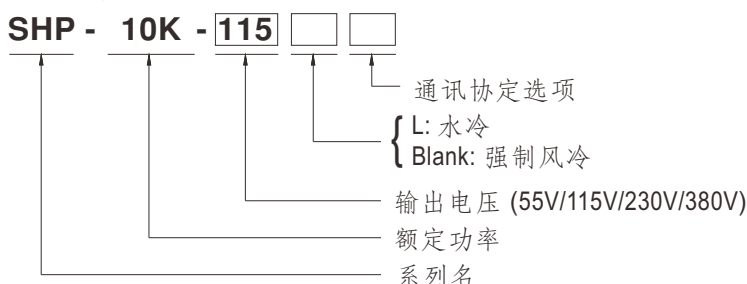 SHP - 10K - 115
通讯协定选项
L: 水冷
Blank: 强制风冷
输出电压 (55V/115V/230V/380V)
额定功率
系列名